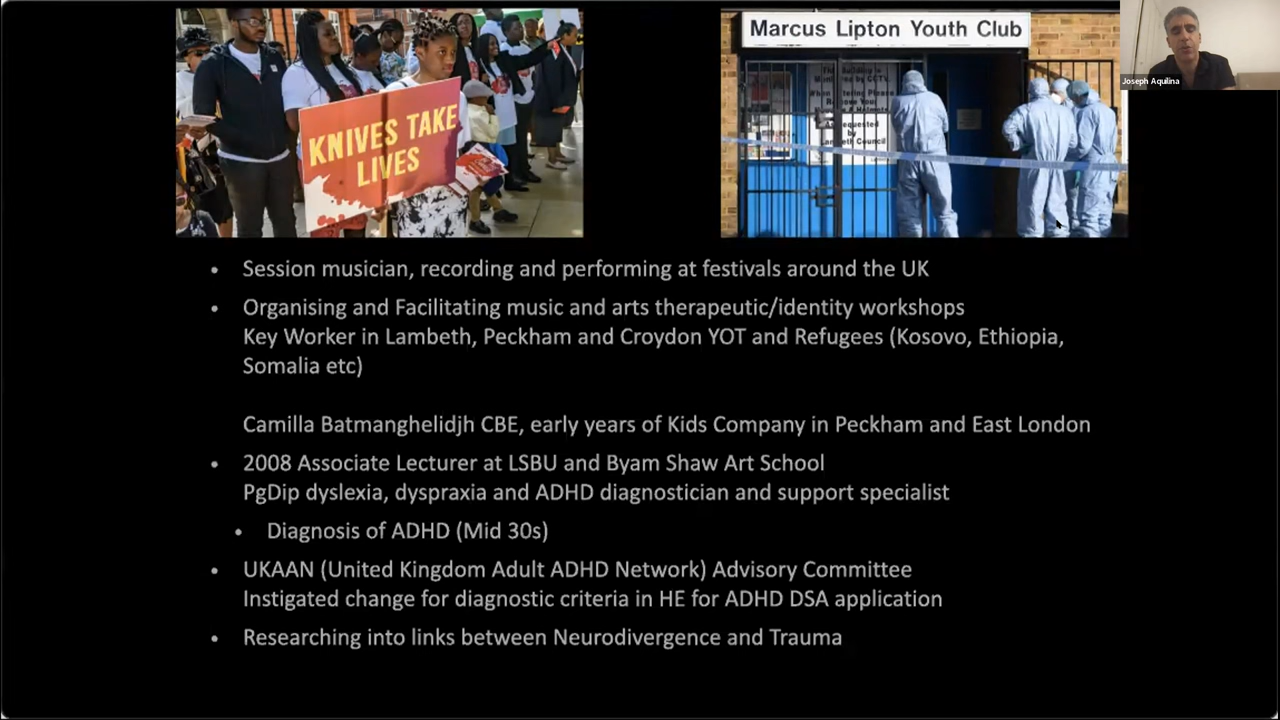 KNIVES TAKE
LIVES
Marcus Lipton Youth Club
Joseph Aquilina
• Session musician, recording and performing at festivals around the UK
• Organising and Facilitating music and arts therapeutic/identity workshops
Key Worker in Lambeth, Peckham and Croydon YOT and Refugees (Kosovo, Ethiopia,
Somalia etc)
Camilla Batmanghelidjh CBE, early years of Kids Company in Peckham and East London
• 2008 Associate Lecturer at LSBU and Byam Shaw Art School
PgDip dyslexia, dyspraxia and ADHD diagnostician and support specialist
• Diagnosis of ADHD (Mid 30s)
• UKAAN (United Kingdom Adult ADHD Network) Advisory Committee
Instigated change for diagnostic criteria in HE for ADHD DSA application
• Researching into links between Neurodivergence and Trauma